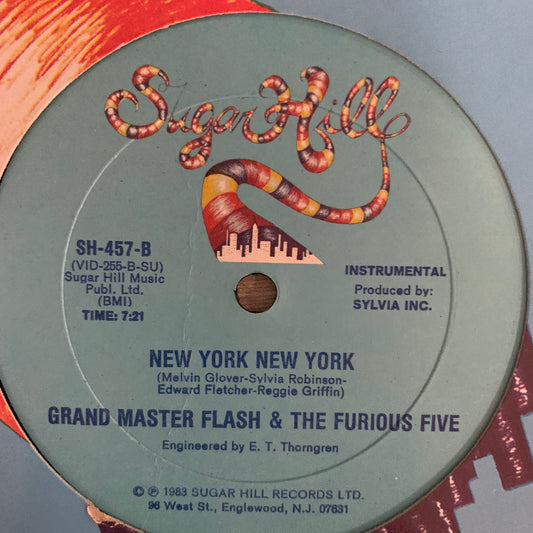 Sugar Hill
SH-457-B
(VID-255-B-SU)
Sugar Hill Music
Publ. Ltd.
(BMI)
TIME: 7:21
INSTRUMENTAL
Produced by:
SYLVIA INC.
NEW YORK NEW YORK
(Melvin Glover-Sylvia Robinson-
Edward Fletcher-Reggie Griffin)
GRAND MASTER FLASH & THE FURIOUS FIVE
Engineered by E. T. Thorngren
© ℗ 1983 SUGAR HILL RECORDS LTD.
96 West St., Englewood, N.J. 07631